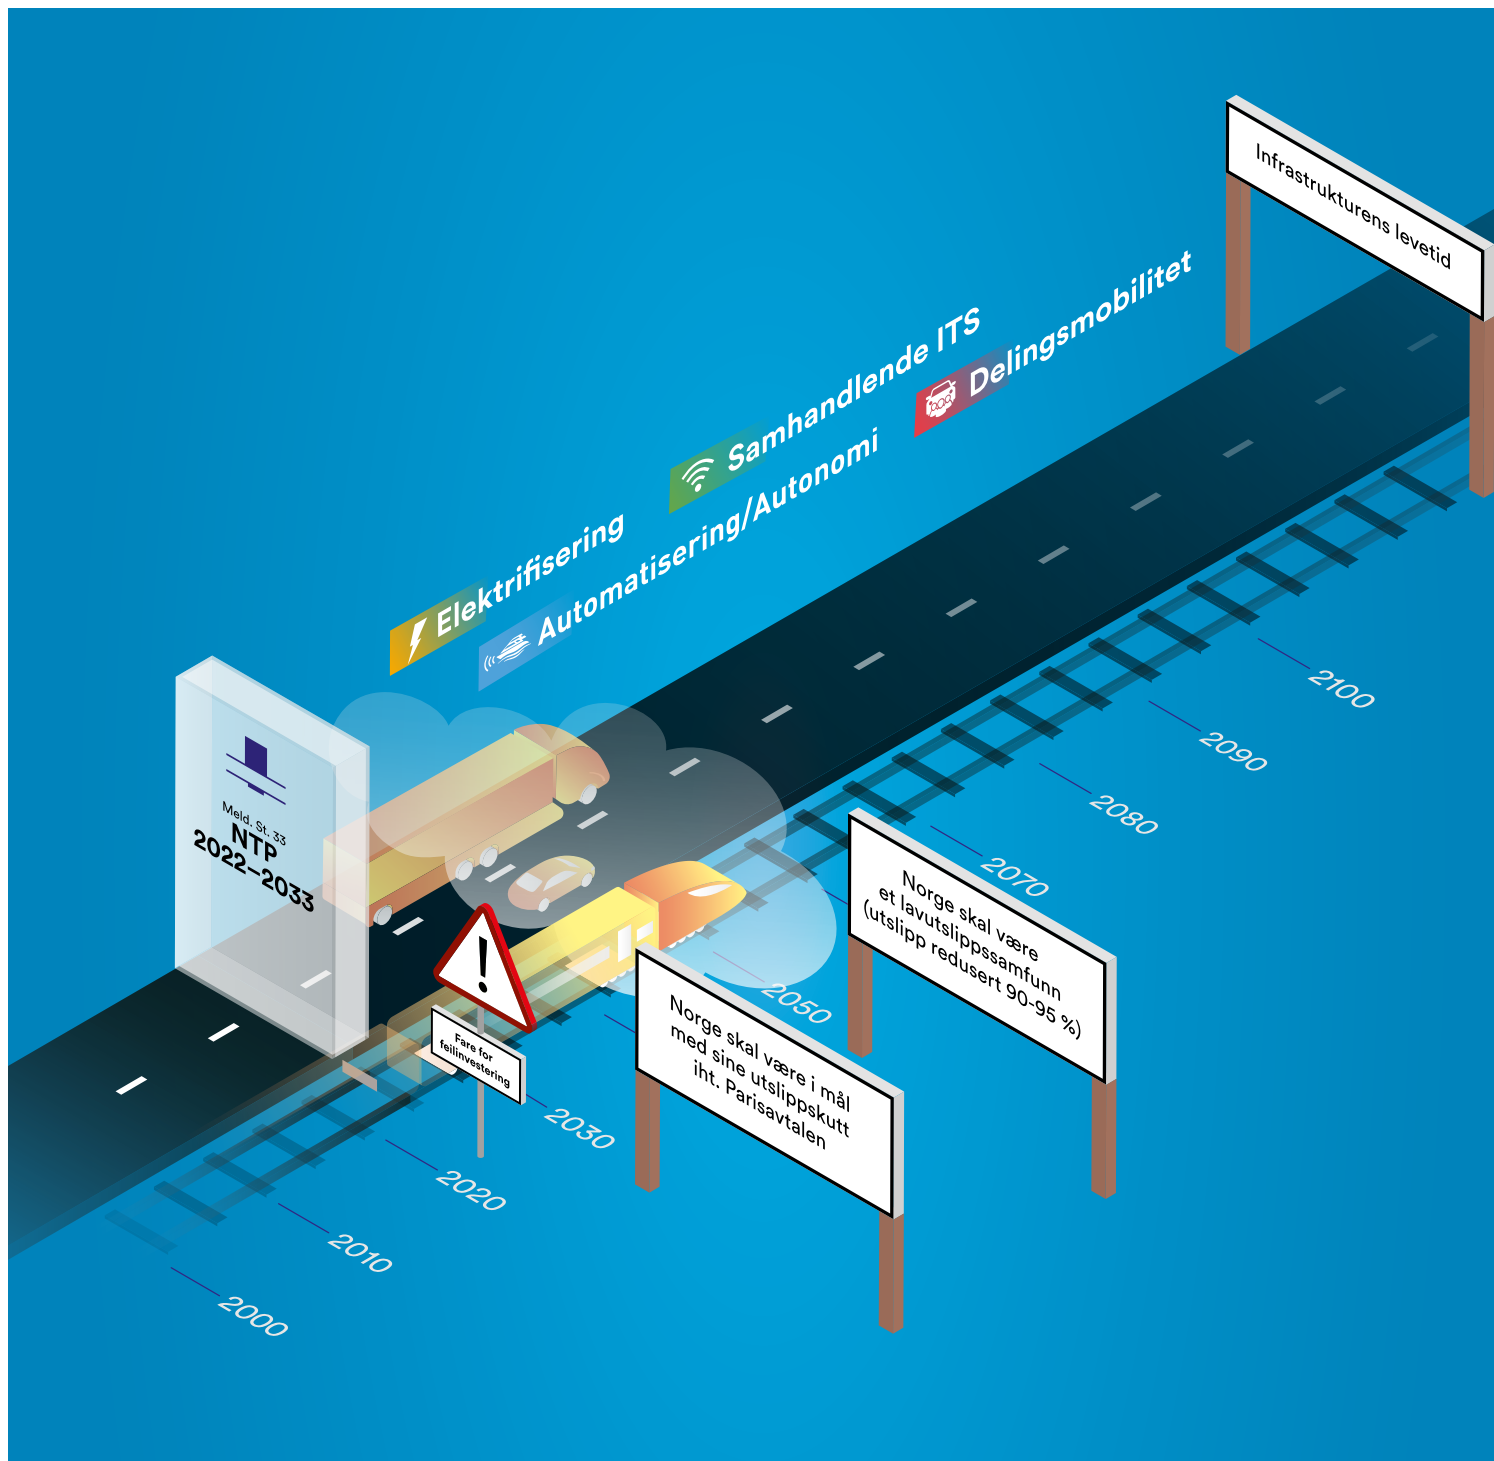 Infrastrukturens levetid
Delingsmobilitet
Samhandlende ITS
Automatisering/Autonomi
Elektrifisering
Meld. St. 33
NTP
2022–2033
Fare for
feilinvestering
Norge skal være i mål
med sine utslippskutt
iht. Parisavtalen
Norge skal være
et lavutslippssamfunn
(utslipp redusert 90-95 %)
2000
2010
2020
2030
2050
2070
2080
2090
2100